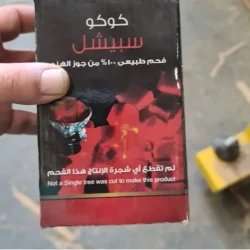 كوكو
سبيشل
فحم طبيعي ١٠٠% من جوز الهند
لم تقطع أي شجرة لإنتاج هذا الفحم
Not a Single tree was cut to make this product